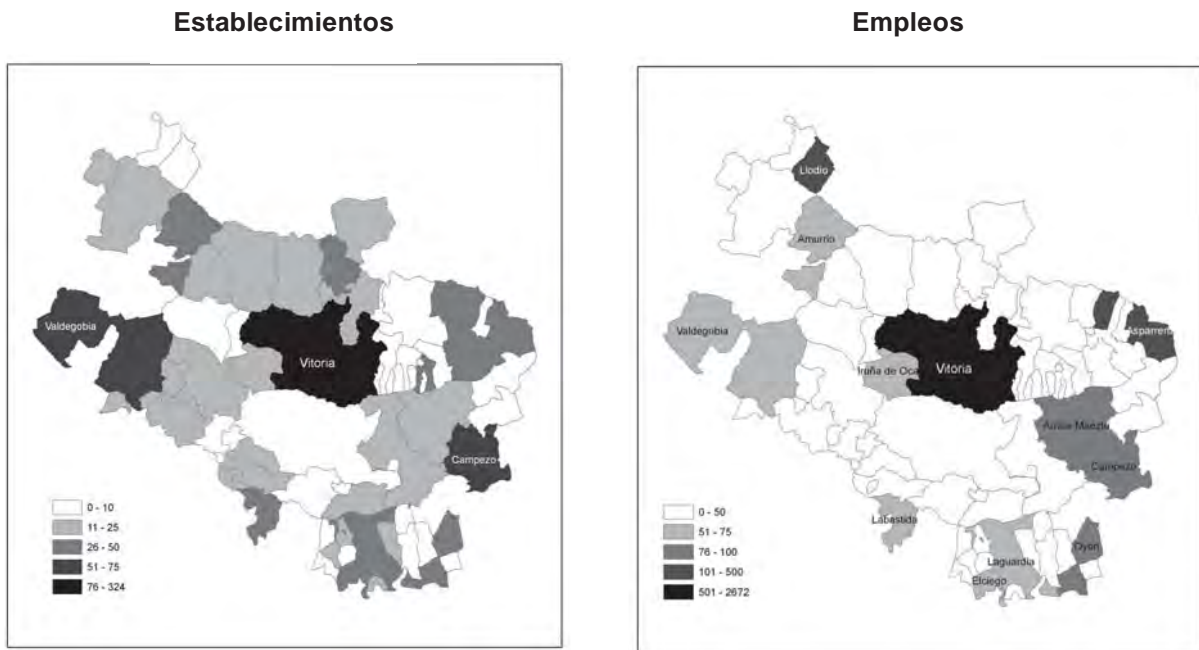 Establecimientos
Valdegobia
Vitoria
Campezo
0 - 10
11 - 25
26 - 50
51 - 75
76 - 324
Empleos
Llodio
Amurrio
Valdegobia
Asparrena
Iruña de Oca
Vitoria
Campezo
Labastida
Oyón
Laguardia
Elciego
0 - 50
51 - 75
76 - 100
101 - 500
501 - 2672